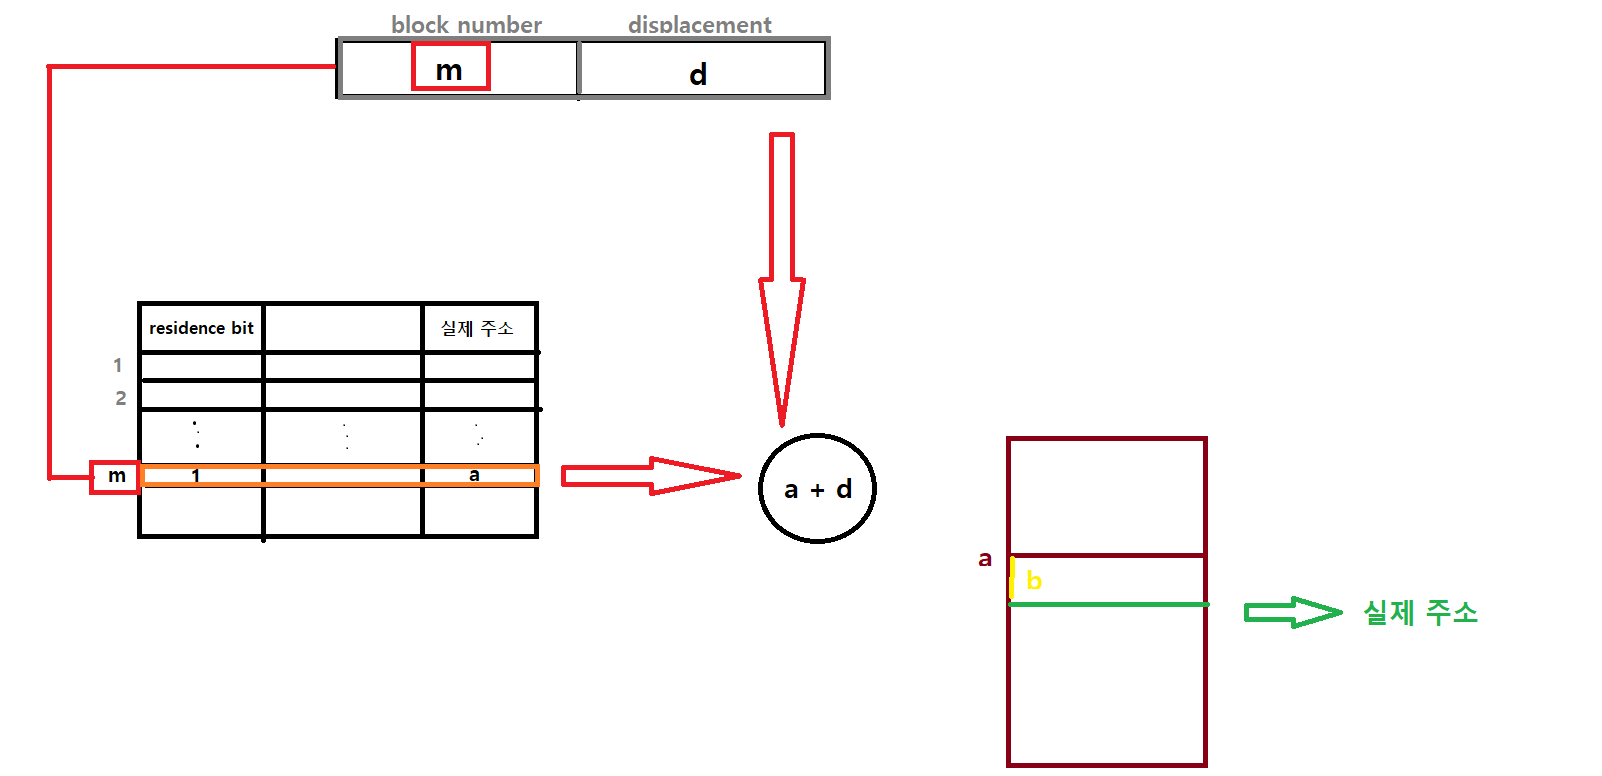 block number displacement
m d
residence bit 실제 주소
1
2
m 1 a
a + d
a
b
실제 주소